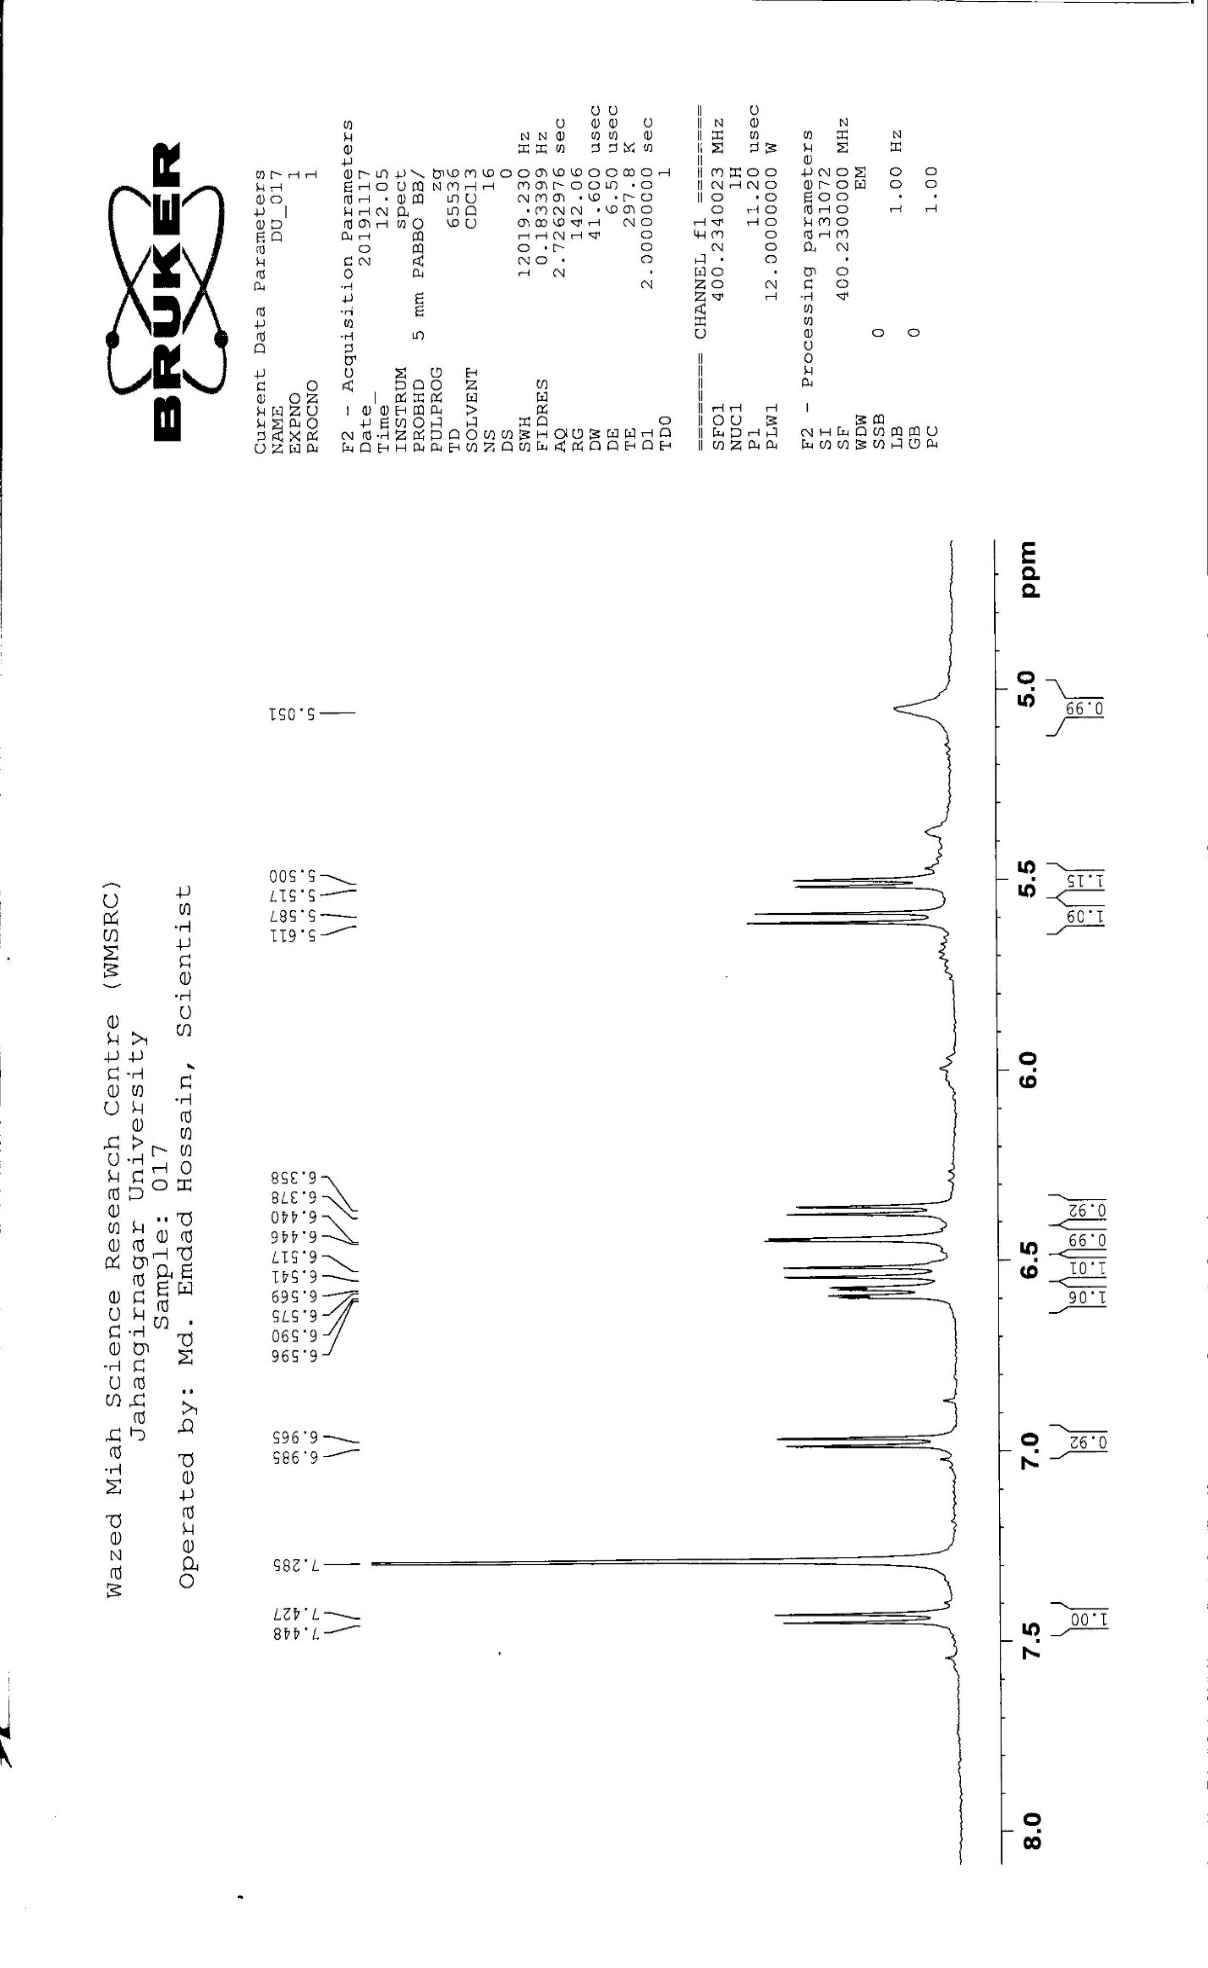 Wazed Miah Science Research Centre (WMSRC)
Jahangirnagar University
Sample: 017
Operated by: Md. Emdad Hossain, Scientist
BRUKER
Current Data Parameters
NAME DU_017
EXPNO 1
PROCNO 1
F2 - Acquisition Parameters
Date_ 20191117
Time 12.05
INSTRUM spect
PROBHD 5 mm PABBO BB/
PULPROG zg
TD 65536
SOLVENT CDCl3
NS 16
DS 0
SWH 12019.230 Hz
FIDRES 0.183399 Hz
AQ 2.7262976 sec
RG 142.06
DW 41.600 usec
DE 6.50 usec
TE 297.8 K
D1 2.00000000 sec
TD0 1
======== CHANNEL f1 ========
SFO1 400.2340023 MHz
NUC1 1H
P1 11.20 usec
PLW1 12.00000000 W
F2 - Processing parameters
SI 131072
SF 400.2300000 MHz
WDW EM
SSB 0
LB 1.00 Hz
GB 0
PC 1.00
7.448
7.427
7.285
6.985
6.965
6.596
6.590
6.575
6.569
6.541
6.517
6.446
6.440
6.378
6.358
5.611
5.587
5.517
5.500
5.051
8.0 7.5 7.0 6.5 6.0 5.5 5.0 ppm
1.00
0.92
1.06
1.01
0.99
0.92
1.09
1.15
0.99